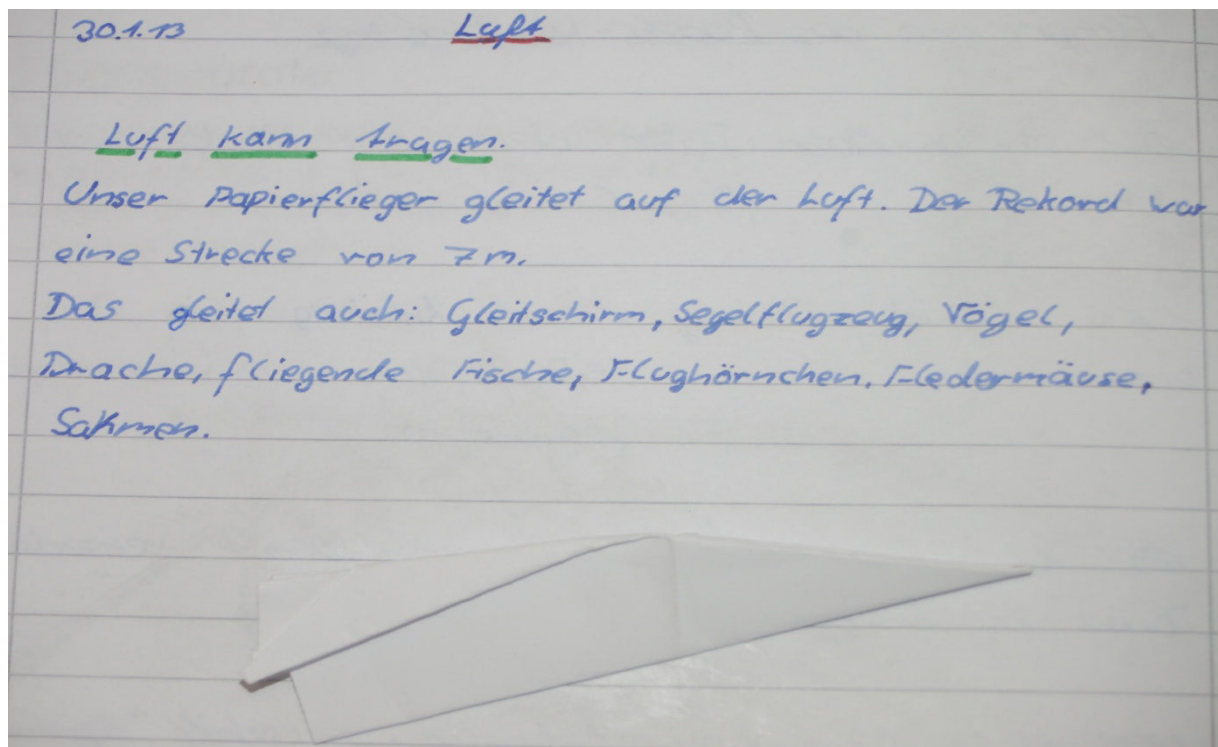 30.1.13 Luft
Luft kann tragen.
Unser Papierflieger gleitet auf der Luft. Der Rekord war
eine Strecke von 7m.
Das gleitet auch: Gleitschirm, Segelflugzeug, Vögel,
Drache, fliegende Fische, Flughörnchen. Fledermäuse,
Sahmen.